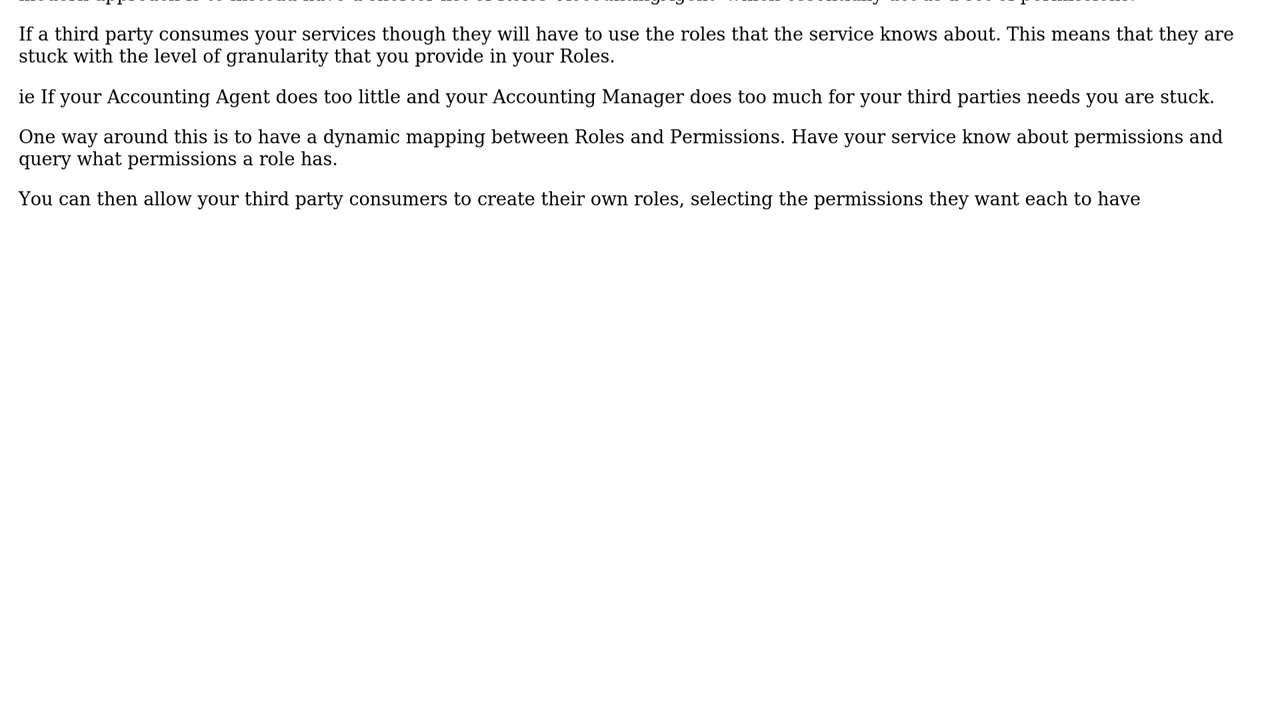 If a third party consumes your services though they will have to use the roles that the service knows about. This means that they are
stuck with the level of granularity that you provide in your Roles.
ie If your Accounting Agent does too little and your Accounting Manager does too much for your third parties needs you are stuck.
One way around this is to have a dynamic mapping between Roles and Permissions. Have your service know about permissions and
query what permissions a role has.
You can then allow your third party consumers to create their own roles, selecting the permissions they want each to have